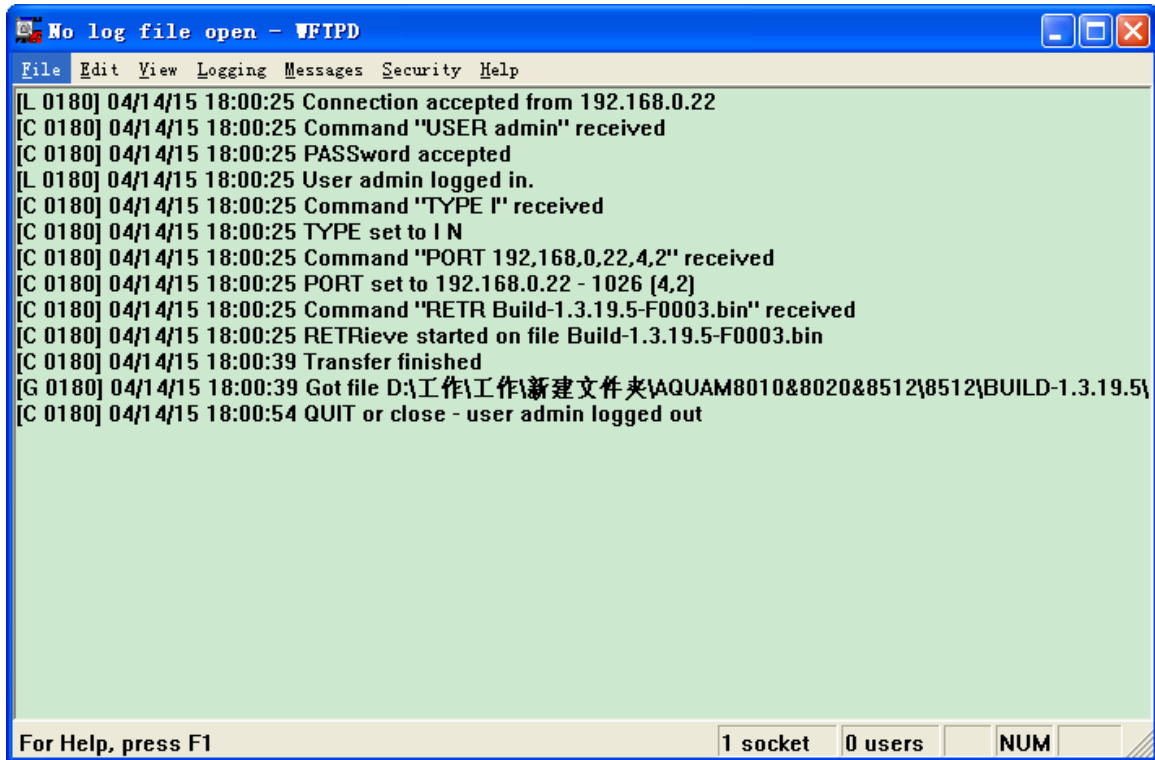 No log file open - WFTPD
File Edit View Logging Messages Security Help
[L 0180] 04/14/15 18:00:25 Connection accepted from 192.168.0.22
[C 0180] 04/14/15 18:00:25 Command "USER admin" received
[C 0180] 04/14/15 18:00:25 PASSword accepted
[L 0180] 04/14/15 18:00:25 User admin logged in.
[C 0180] 04/14/15 18:00:25 Command "TYPE I" received
[C 0180] 04/14/15 18:00:25 TYPE set to I N
[C 0180] 04/14/15 18:00:25 Command "PORT 192,168,0,22,4,2" received
[C 0180] 04/14/15 18:00:25 PORT set to 192.168.0.22 - 1026 (4,2)
[C 0180] 04/14/15 18:00:25 Command "RETR Build-1.3.19.5-F0003.bin" received
[C 0180] 04/14/15 18:00:25 RETRieve started on file Build-1.3.19.5-F0003.bin
[C 0180] 04/14/15 18:00:39 Transfer finished
[G 0180] 04/14/15 18:00:39 Got file D:\工作\工作\新建文件夹\AQUAM8010&8020&8512\8512\BUILD-1.3.19.5\
[C 0180] 04/14/15 18:00:54 QUIT or close - user admin logged out
For Help, press F1 1 socket 0 users NUM